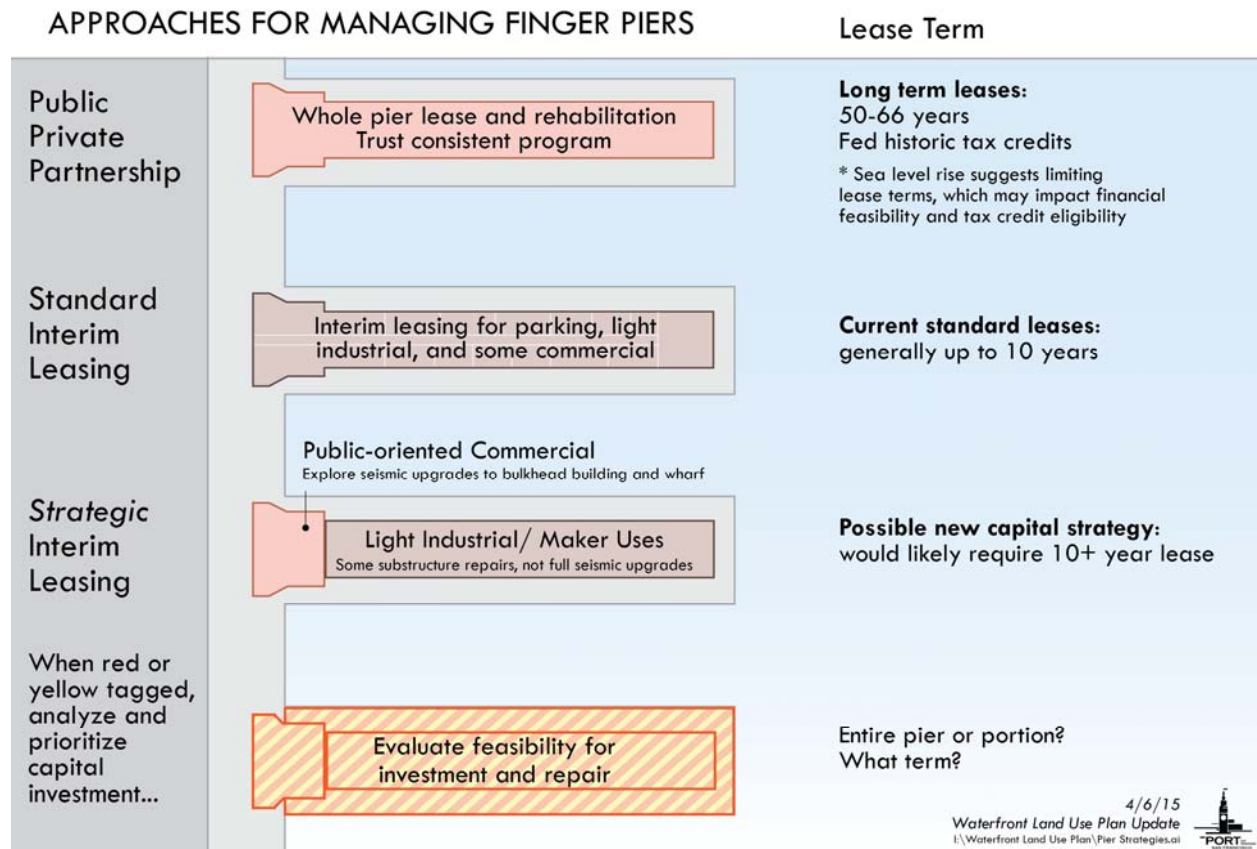 APPROACHES FOR MANAGING FINGER PIERS
Lease Term
Public
Private
Partnership
Whole pier lease and rehabilitation
Trust consistent program
Long term leases:
50-66 years
Fed historic tax credits
* Sea level rise suggests limiting
lease terms, which may impact financial
feasibility and tax credit eligibility
Standard
Interim
Leasing
Interim leasing for parking, light
industrial, and some commercial
Current standard leases:
generally up to 10 years
Public-oriented Commercial
Explore seismic upgrades to bulkhead building and wharf
Strategic
Interim
Leasing
Light Industrial/ Maker Uses
Some substructure repairs, not full seismic upgrades
Possible new capital strategy:
would likely require 10+ year lease
When red or
yellow tagged,
analyze and
prioritize
capital
investment...
Evaluate feasibility for
investment and repair
Entire pier or portion?
What term?
4/6/15
Waterfront Land Use Plan Update
I:\Waterfront Land Use Plan\Pier Strategies.ai
PORT